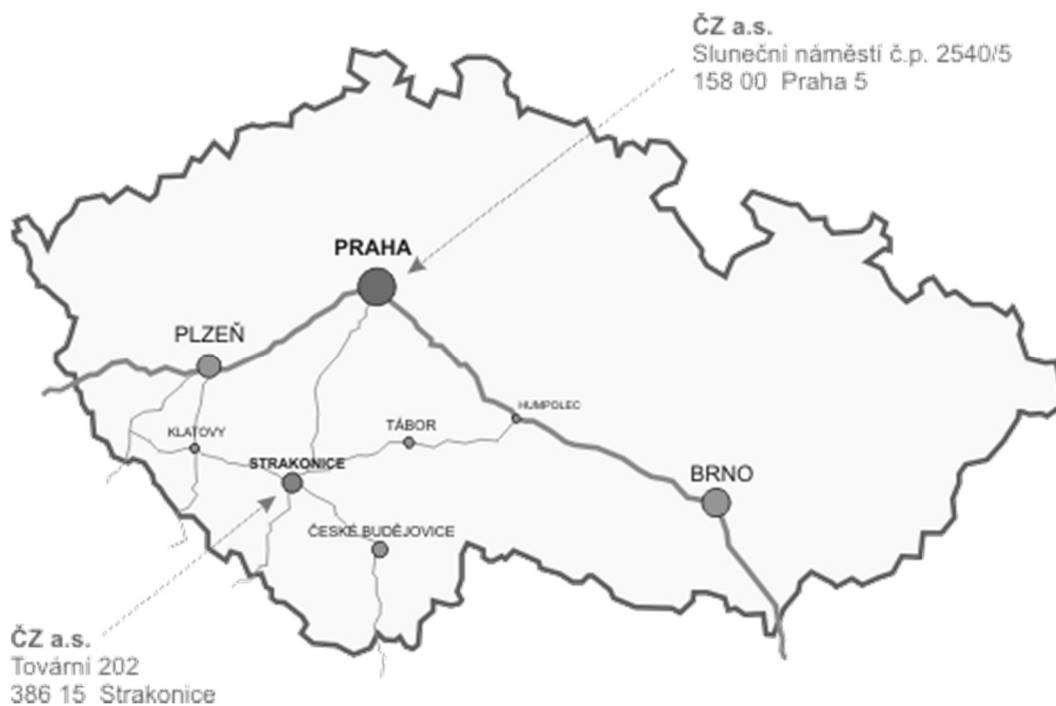 ČZ a.s.
Sluneční náměstí č.p. 2540/5
158 00 Praha 5
PRAHA
PLZEŇ
HUMPOLEC
KLATOVY
TÁBOR
STRAKONICE
BRNO
ČESKÉ BUDĚJOVICE
ČZ a.s.
Tovární 202
386 15 Strakonice